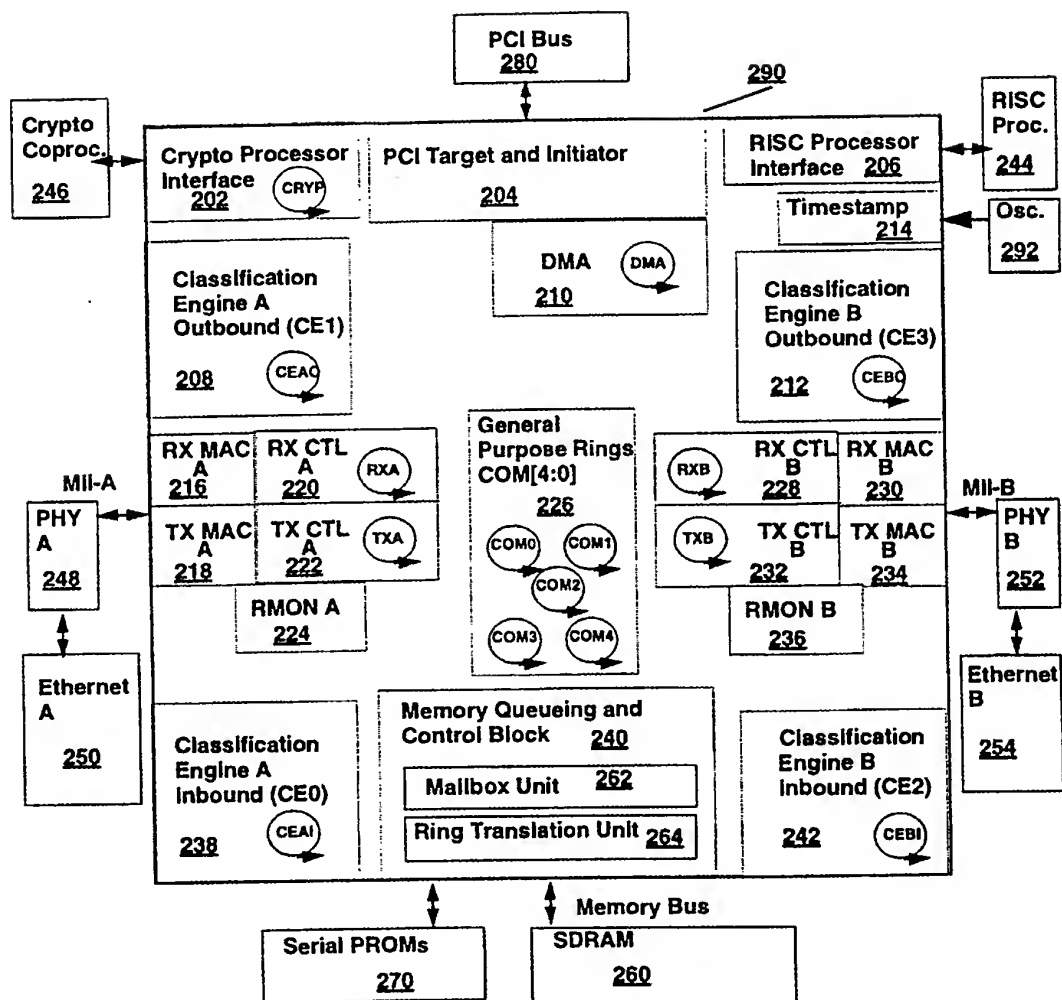 PCI Bus
280
290
Crypto
Coproc.
246
RISC
Proc.
244
Crypto Processor
Interface
202
CRYP
PCI Target and Initiator
204
RISC Processor
Interface 206
Timestamp
214
Osc.
292
DMA
210
DMA
Classification
Engine A
Outbound (CE1)
208
CEAO
Classification
Engine B
Outbound (CE3)
212
CEBO
General
Purpose Rings
COM[4:0]
226
COM0
COM1
COM2
COM3
COM4
RX MAC
A
216
RX CTL
A
220
RXA
TX MAC
A
218
TX CTL
A
222
TXA
RMON A
224
RXB
RX CTL
B
228
RX MAC
B
230
TXB
TX CTL
B
232
TX MAC
B
234
RMON B
236
MII-A
PHY
A
248
MII-B
PHY
B
252
Ethernet
A
250
Ethernet
B
254
Classification
Engine A
Inbound (CE0)
238
CEAI
Memory Queueing and
Control Block
240
262
Mailbox Unit
Ring Translation Unit 264
Classification
Engine B
Inbound (CE2)
242
CEBI
Memory Bus
Serial PROMs
270
SDRAM
260